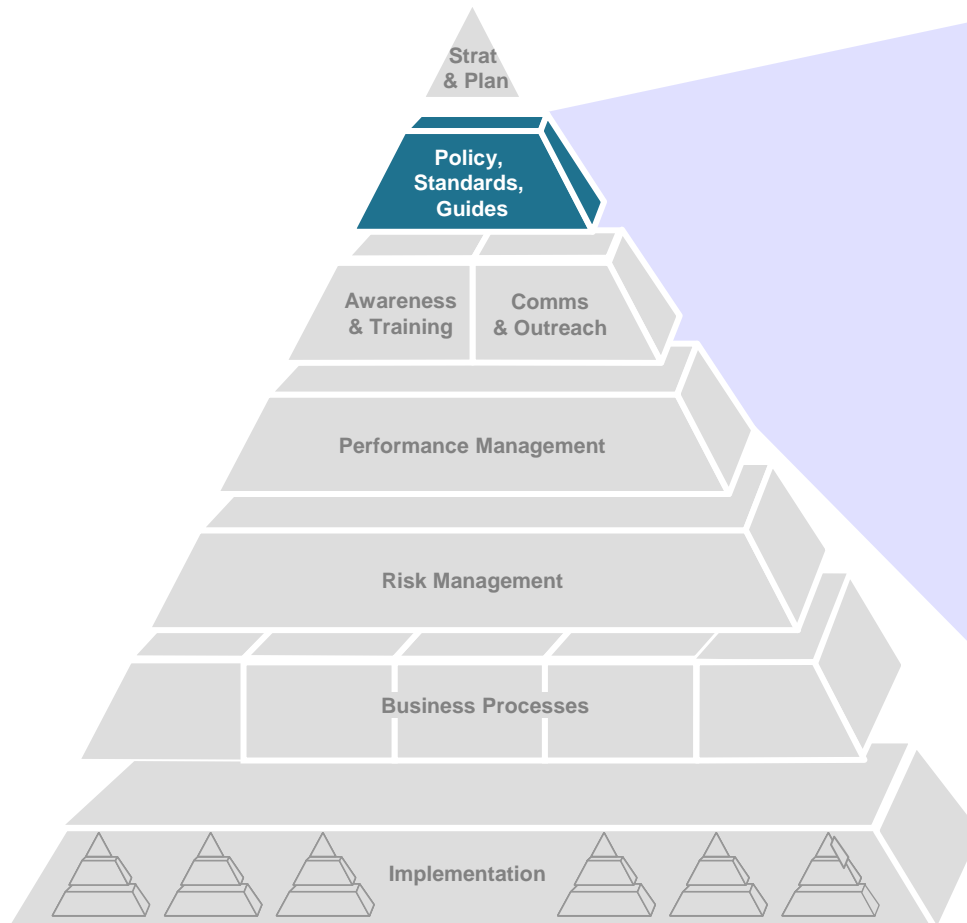 Strat
& Plan
Policy,
Standards,
Guides
Awareness
& Training
Comms
& Outreach
Performance Management
Risk Management
Business Processes
Implementation